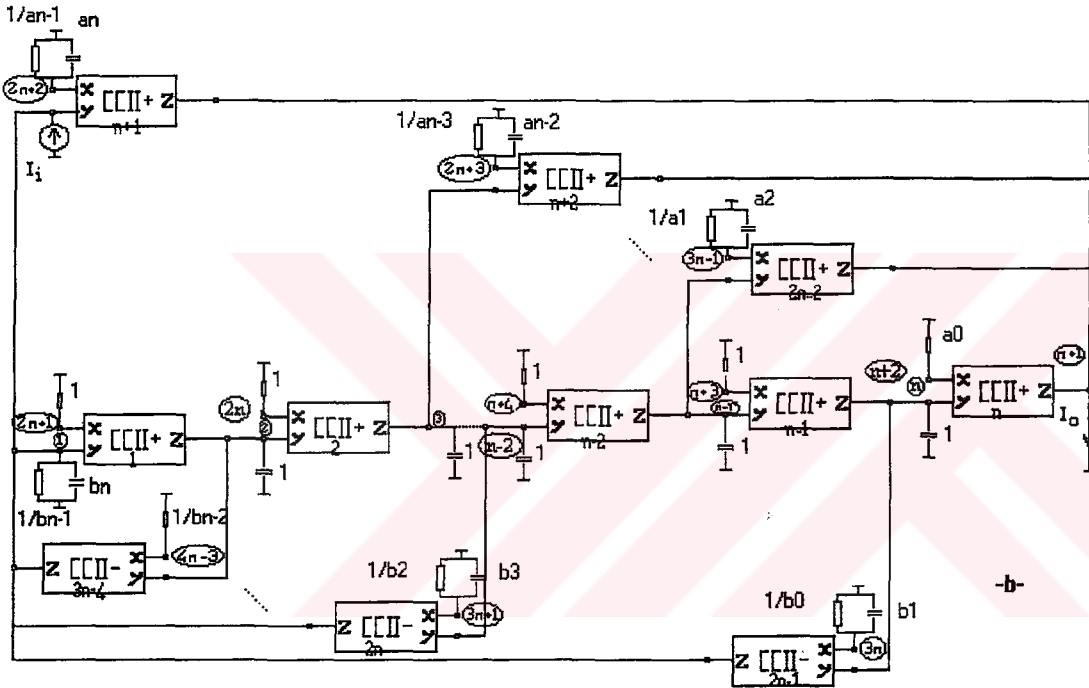 1/an-1 an
2n+2 X CCII+ Z
y n+1
Ii
1/an-3 an-2
2n+3 X CCII+ Z
y n+2
1/a1 a2
3n-1 X CCII+ Z
y 2n-2
1 1 1 1 a0
2n+1 X CCII+ Z
1 y 1
2n X CCII+ Z
2 y 2
3
n+4 X CCII+ Z
n-2 y n-2
n+3 X CCII+ Z
n-1 y n-1
n+2 n X CCII+ Z n+1
y n
Io
1 1 1 1 1
bn
1/bn-1
1/bn-2
Z CCII- X 4n-3
3n-4 y
1/b2 b3
Z CCII- X 3n+1
2n y
1/b0 b1
Z CCII- X 3n
2n-1 y
-b-